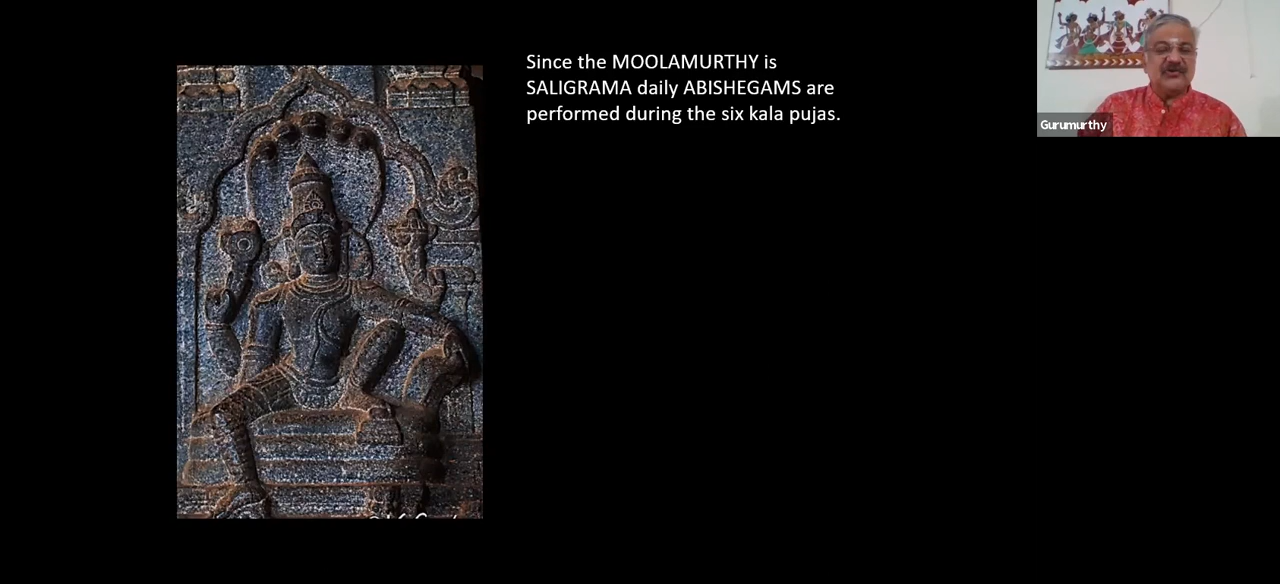 Since the MOOLAMURTHY is
SALIGRAMA daily ABISHEGAMS are
performed during the six kala pujas.
Gurumurthy